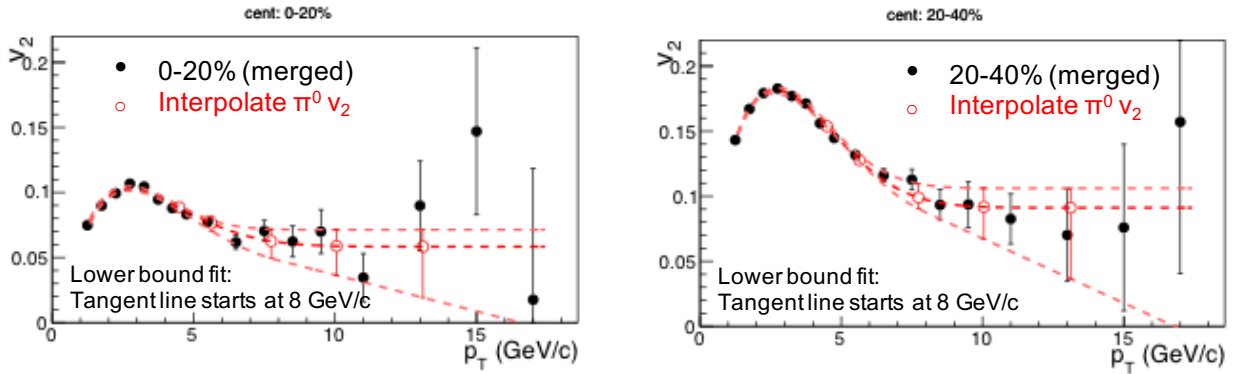 cent: 0-20%
v2
0.2
0.15
0.1
0.05
0
0-20% (merged)
Interpolate π⁰ v₂
Lower bound fit:
Tangent line starts at 8 GeV/c
0 5 10 15
p_T (GeV/c)
cent: 20-40%
v2
0.2
0.15
0.1
0.05
0
20-40% (merged)
Interpolate π⁰ v₂
Lower bound fit:
Tangent line starts at 8 GeV/c
0 5 10 15
p_T (GeV/c)